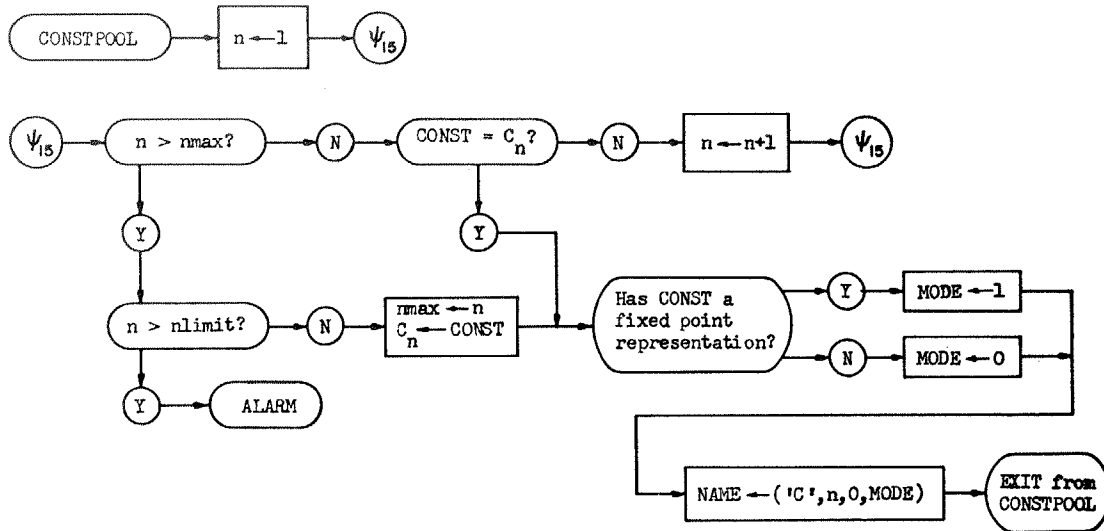 CONSTPOOL
n ← 1
ψ₁₅
ψ₁₅
n > nmax?
N
CONST = Cₙ?
N
n ← n+1
ψ₁₅
Y
Y
n > nlimit?
N
nmax ← n
Cₙ ← CONST
Has CONST a
fixed point
representation?
Y
MODE ← 1
N
MODE ← 0
Y
ALARM
NAME ← ('C',n,0,MODE)
EXIT from
CONSTPOOL